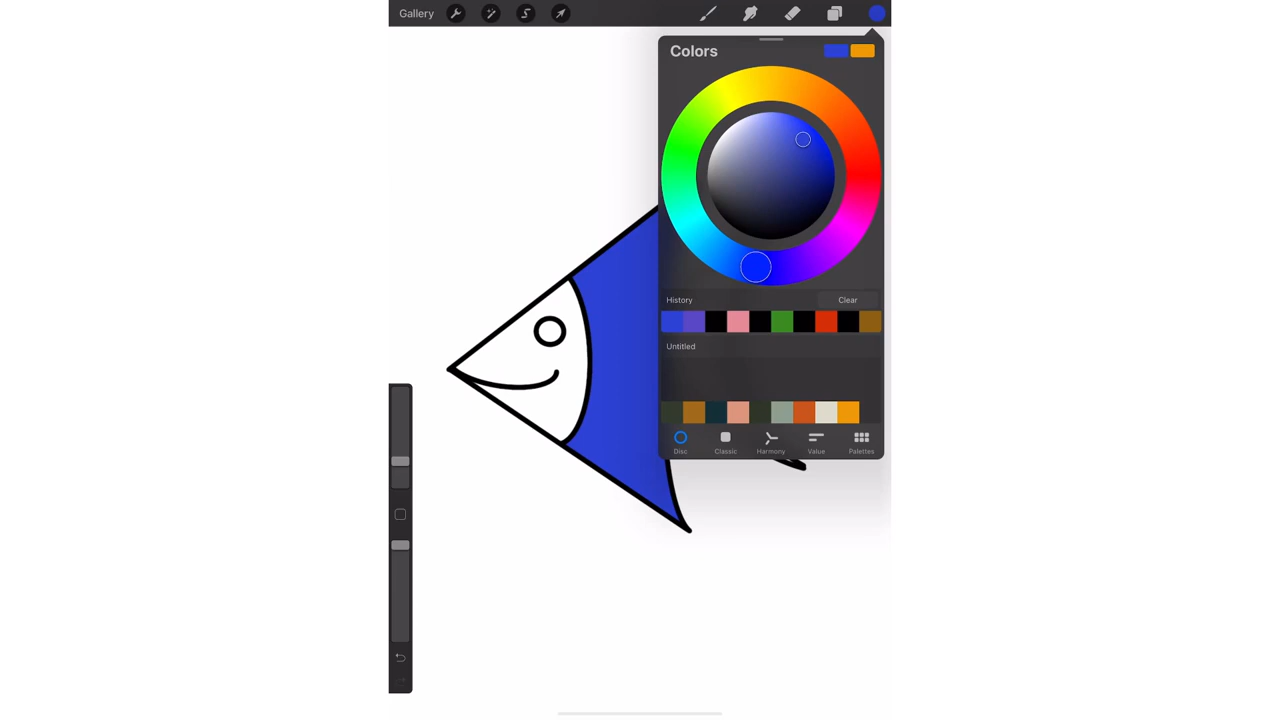 Gallery
Colors
History Clear
Untitled
Disc Classic Harmony Value Palettes